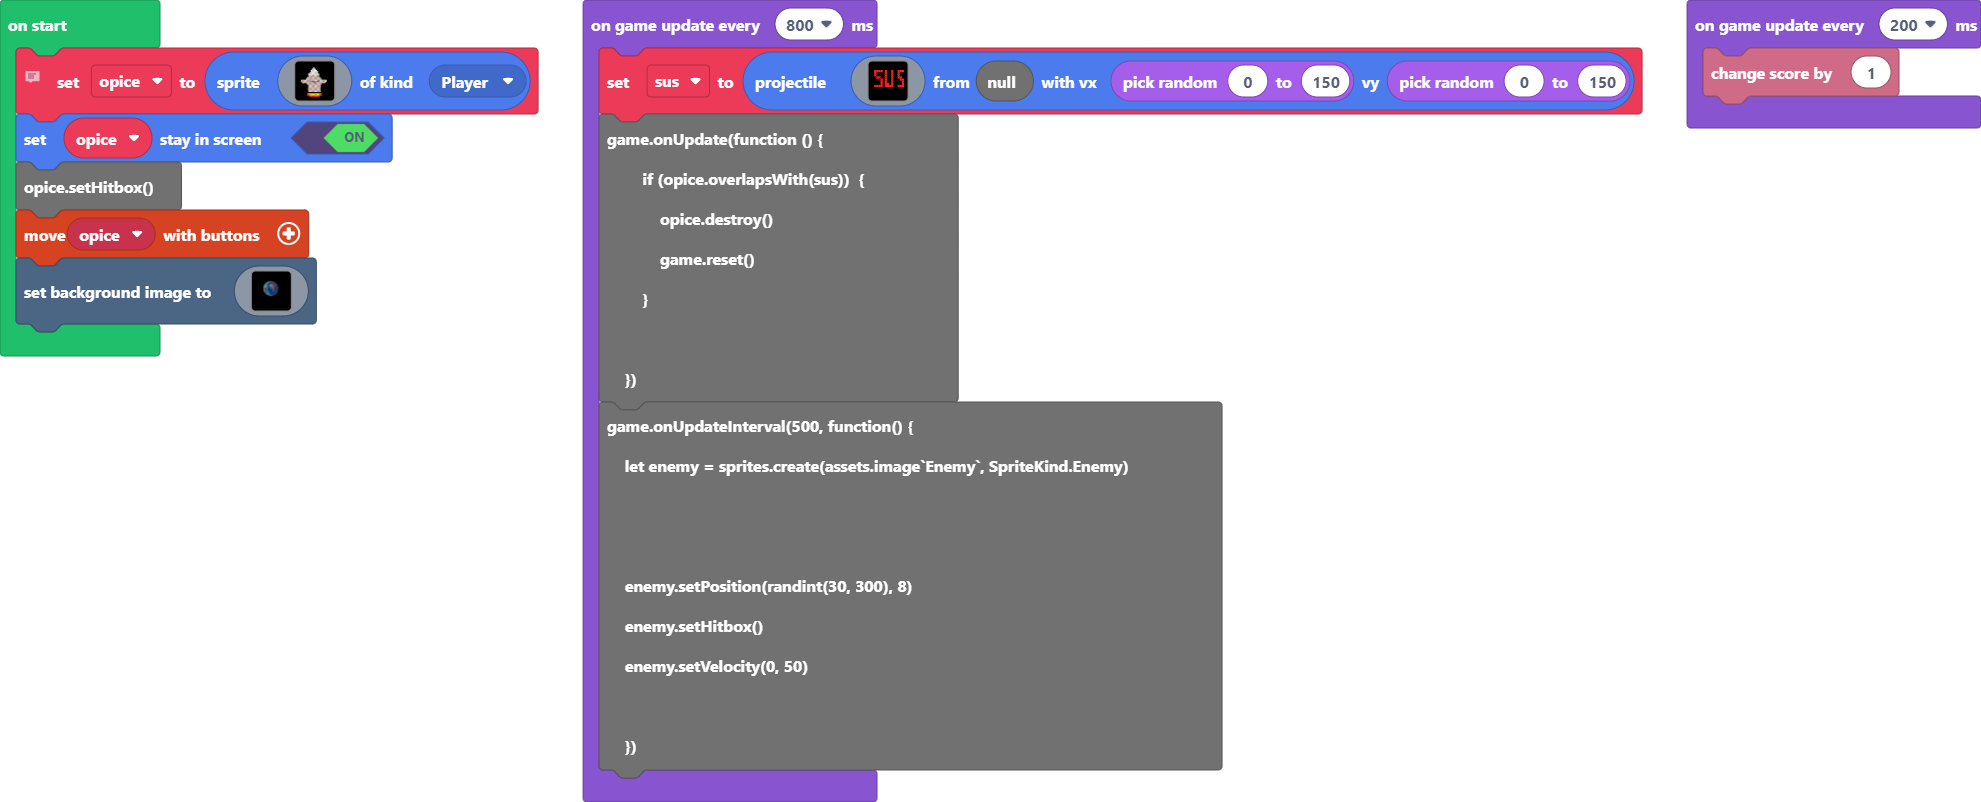 on start
set opice to sprite of kind Player
set opice stay in screen ON
opice.setHitbox()
move opice with buttons
set background image to
on game update every 800 ms
set sus to projectile SUS from null with vx pick random 0 to 150 vy pick random 0 to 150
game.onUpdate(function () {
if (opice.overlapsWith(sus)) {
opice.destroy()
game.reset()
}
})
game.onUpdateInterval(500, function() {
let enemy = sprites.create(assets.image`Enemy`, SpriteKind.Enemy)
enemy.setPosition(randint(30, 300), 8)
enemy.setHitbox()
enemy.setVelocity(0, 50)
})
on game update every 200 ms
change score by 1